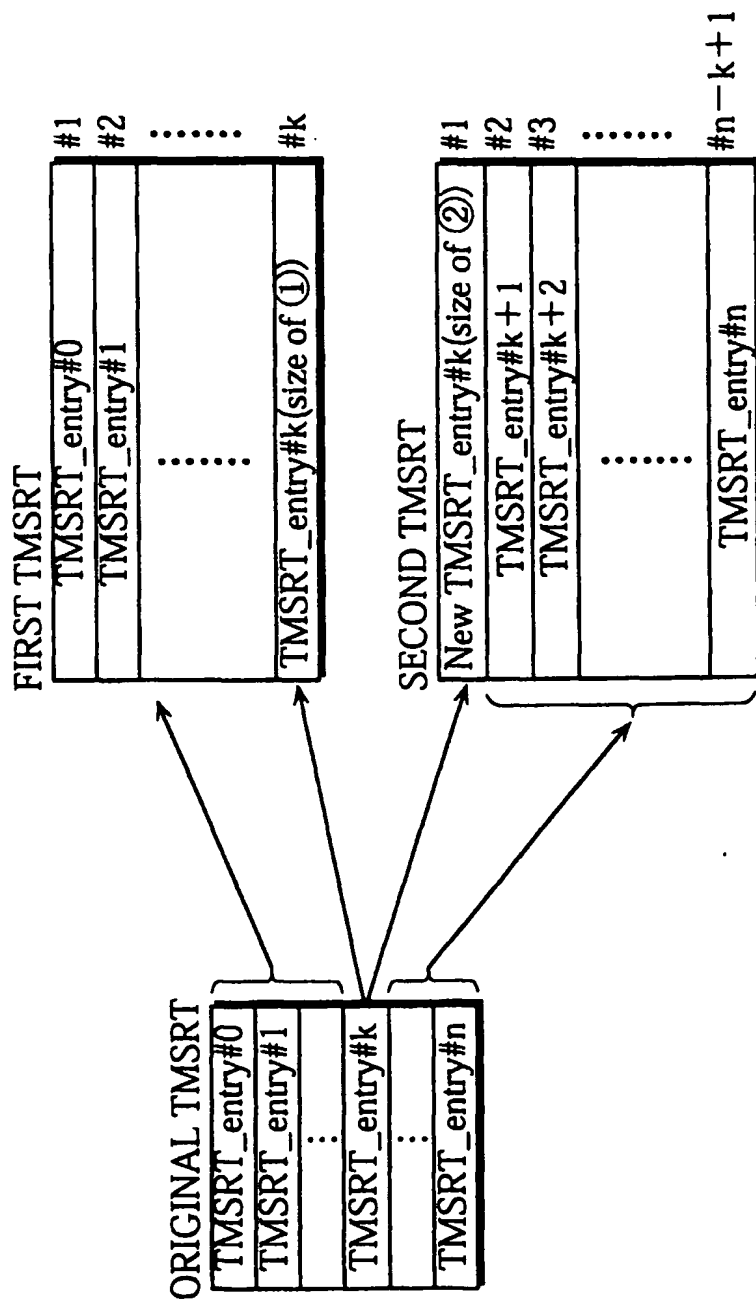 ORIGINAL TMSRT
TMSRT_entry#0
TMSRT_entry#1
...
TMSRT_entry#k
...
TMSRT_entry#n
FIRST TMSRT
TMSRT_entry#0 #1
TMSRT_entry#1 #2
........ ........
TMSRT_entry#k(size of ①) #k
SECOND TMSRT
New TMSRT_entry#k(size of ②) #1
TMSRT_entry#k+1 #2
TMSRT_entry#k+2 #3
........ ........
TMSRT_entry#n #n−k+1